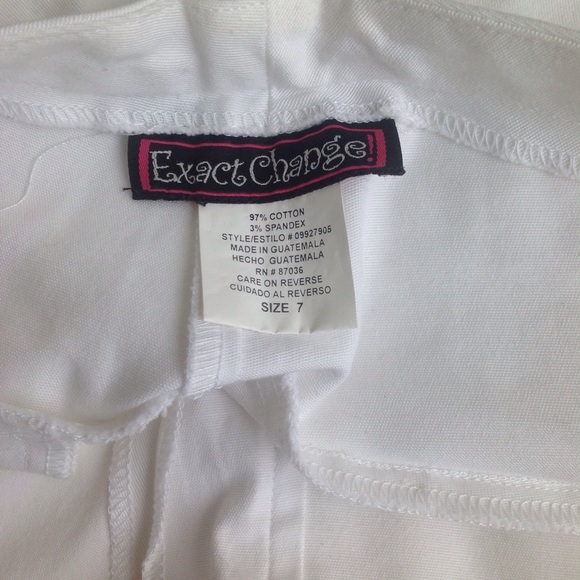 Exact Change!
97% COTTON
3% SPANDEX
STYLE/ESTILO # 09927905
MADE IN GUATEMALA
HECHO GUATEMALA
RN # 87036
CARE ON REVERSE
CUIDADO AL REVERSO
SIZE 7